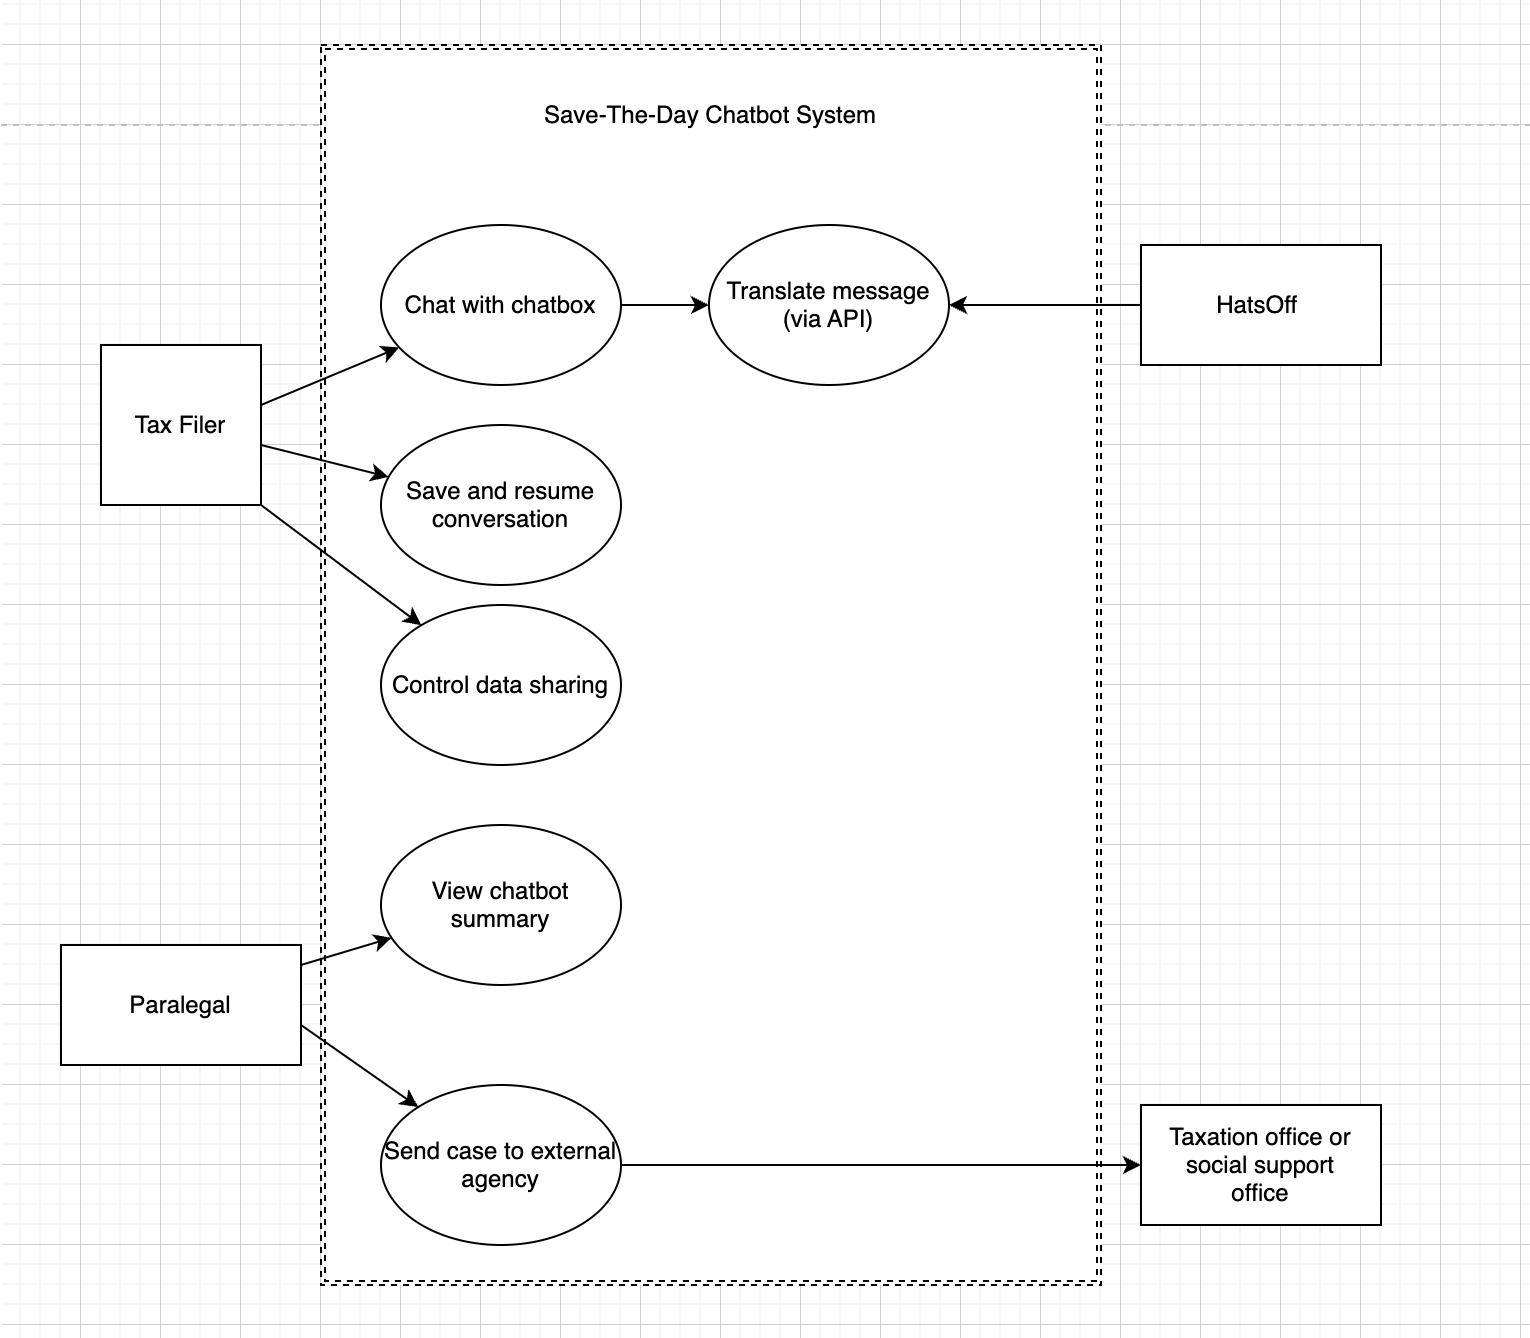 Save-The-Day Chatbot System
Chat with chatbox
Translate message
(via API)
HatsOff
Tax Filer
Save and resume
conversation
Control data sharing
View chatbot
summary
Paralegal
Send case to external
agency
Taxation office or
social support
office